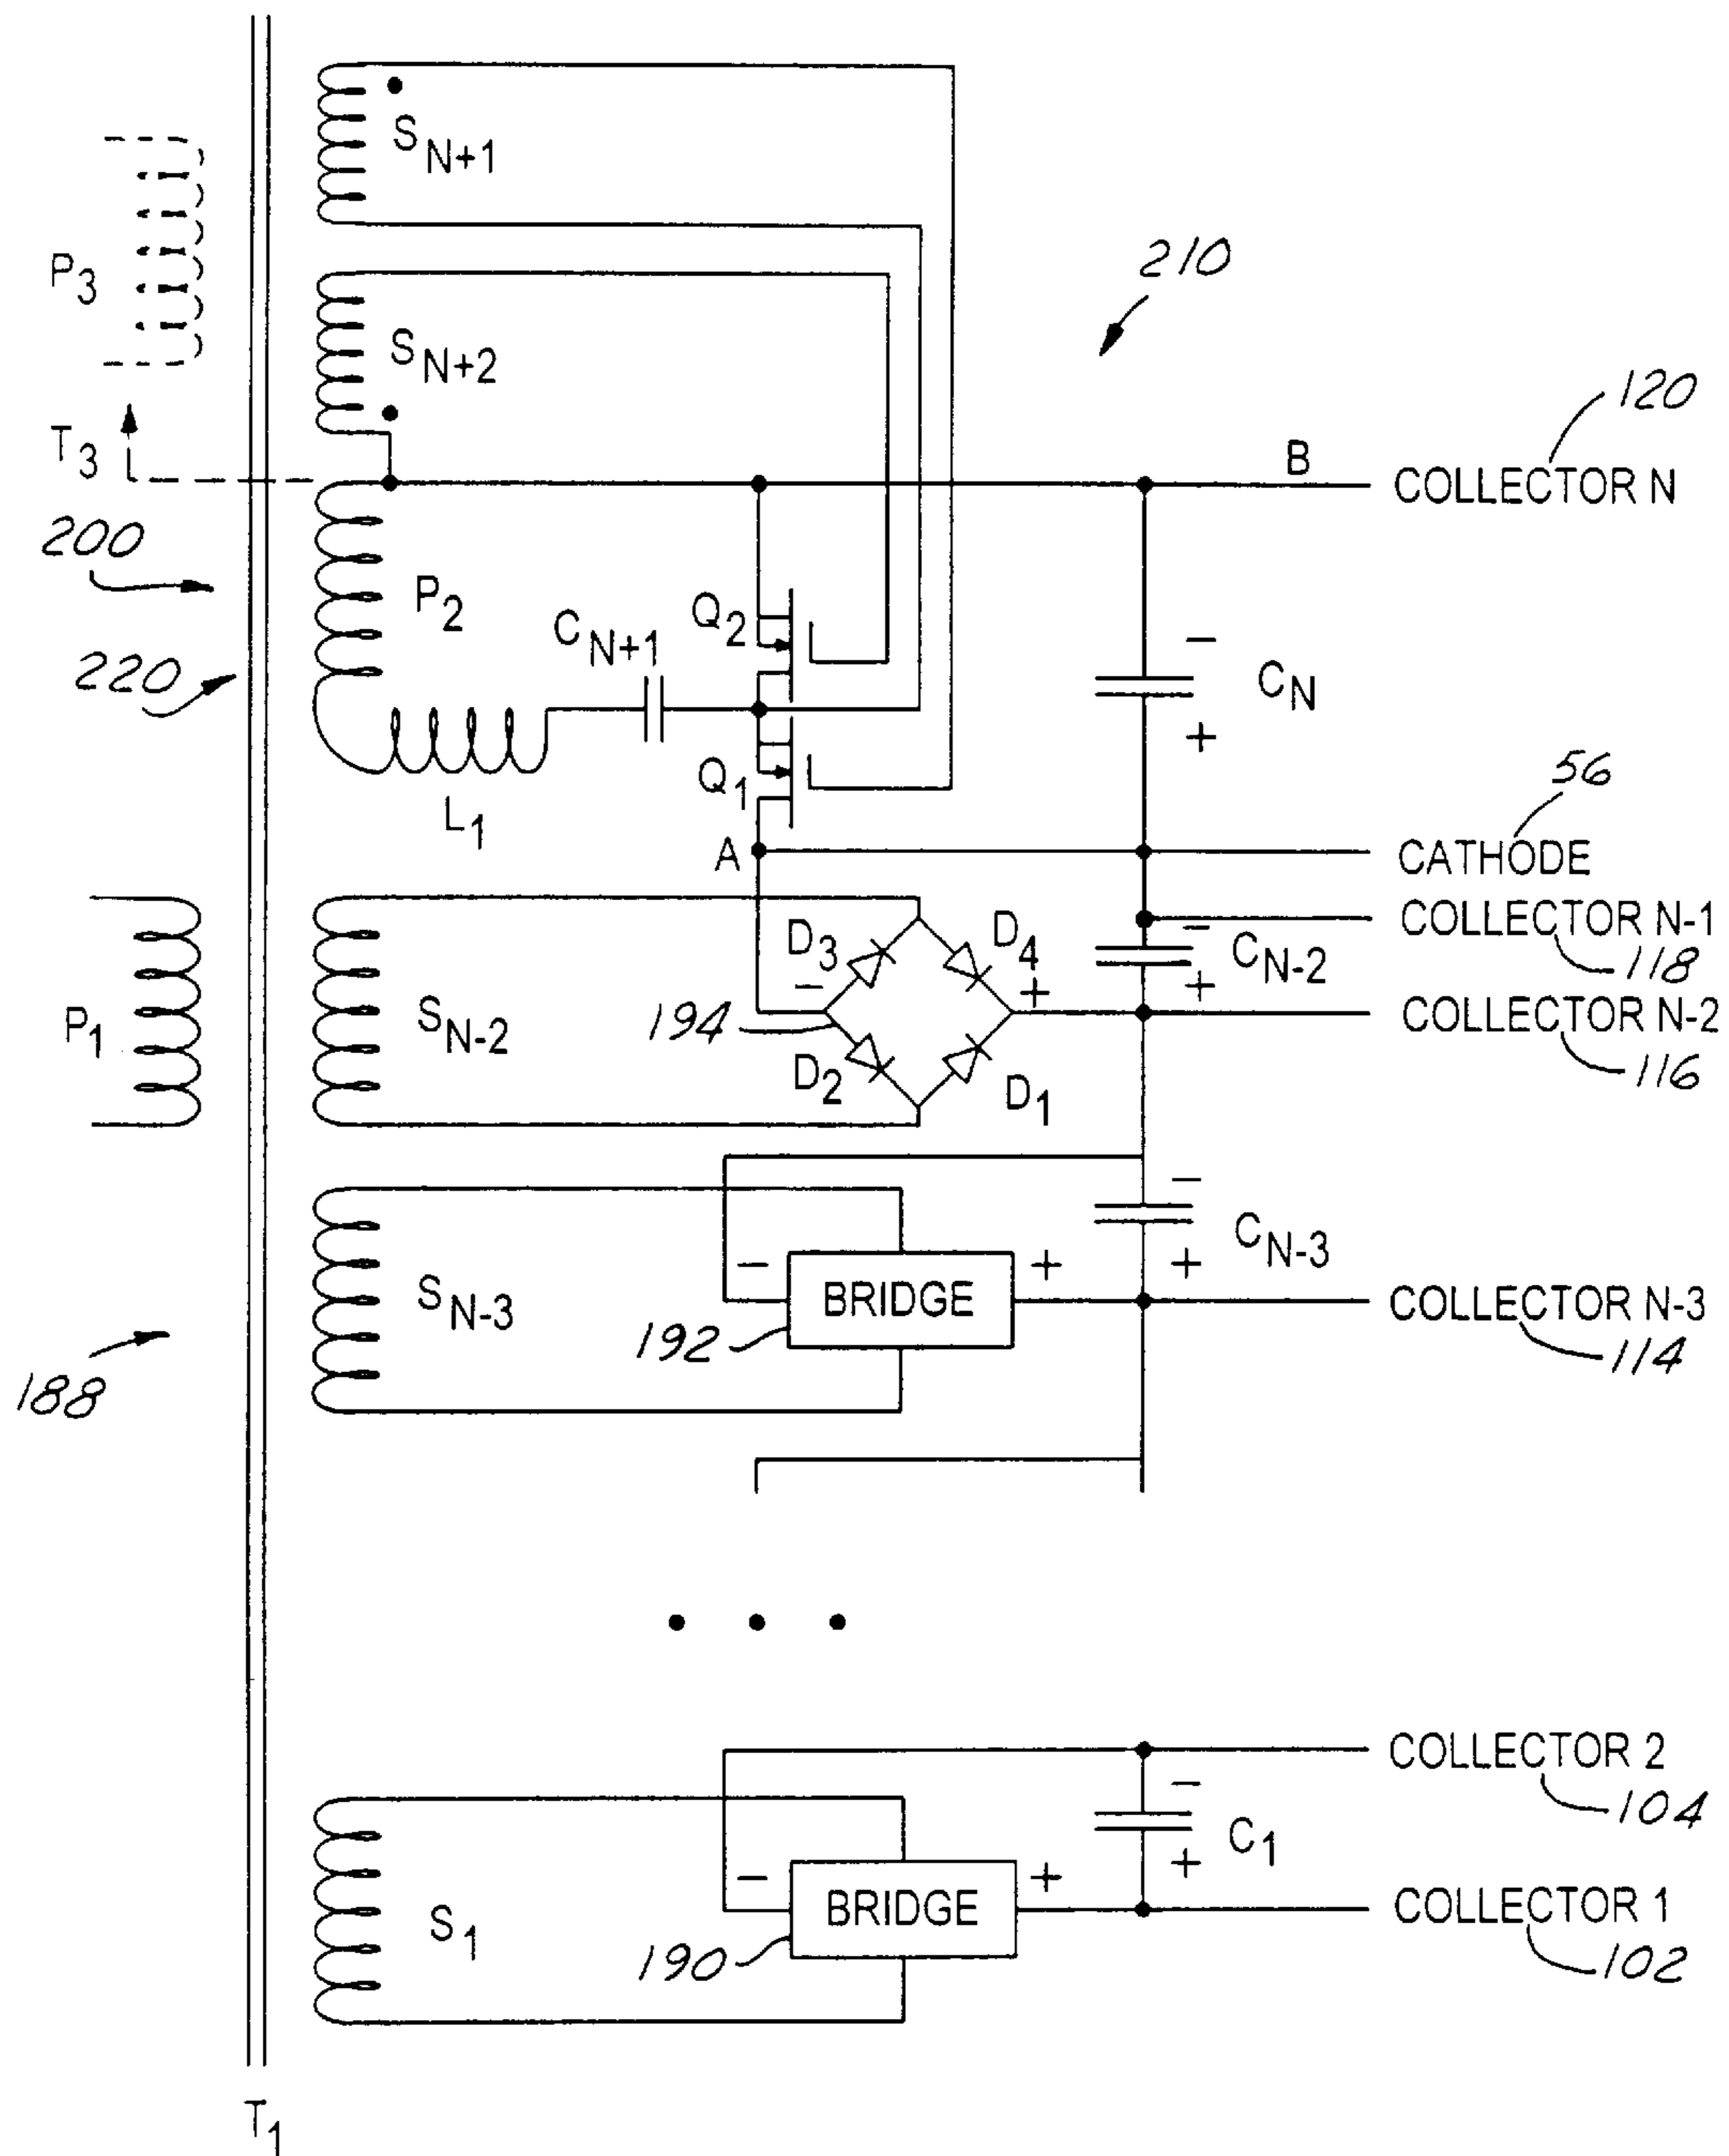 S N+1
P3
210
S N+2
120
T3
B
COLLECTOR N
200
P2
Q2
C N+1
−
220
C N
+
Q1
56
L1
A
CATHODE
D3
D4
−
C N-2
COLLECTOR N-1
118
−
+
+
P1
S N-2
194
COLLECTOR N-2
116
D2
D1
−
C N-3
S N-3
−
BRIDGE
+
+
COLLECTOR N-3
192
114
188
• • •
COLLECTOR 2
−
104
C1
S1
−
BRIDGE
+
+
COLLECTOR 1
190
102
T1